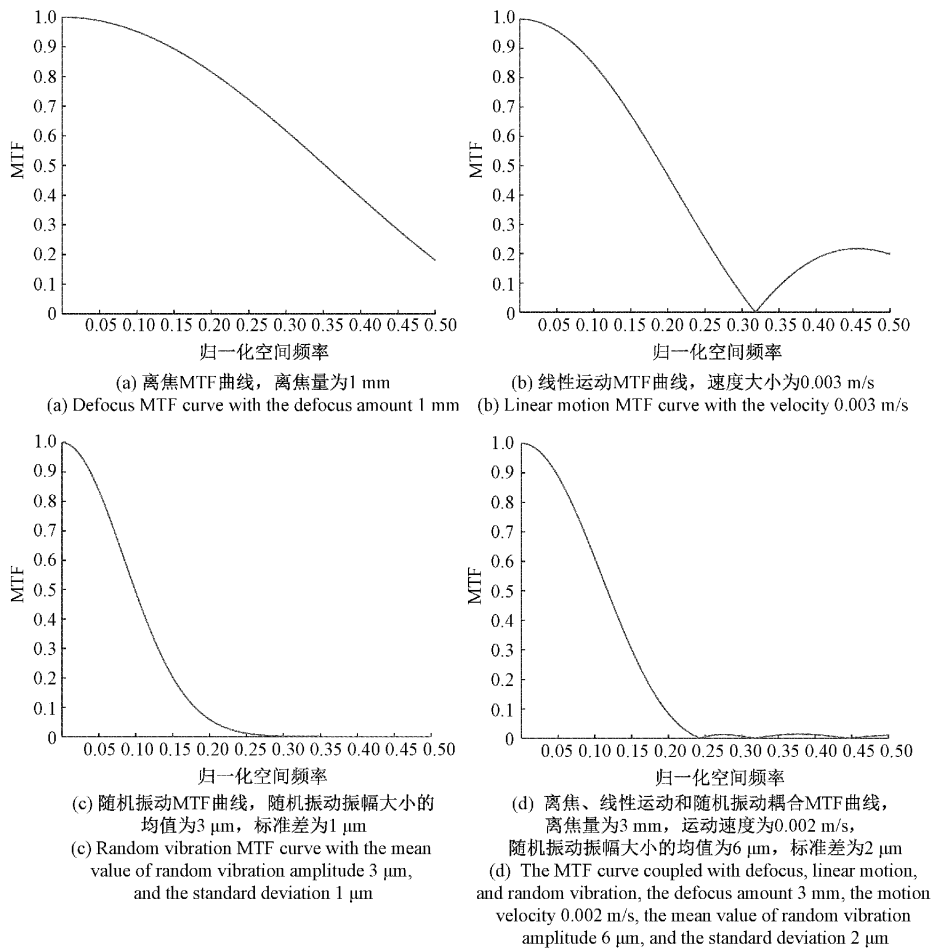 1.0
0.9
0.8
0.7
0.6
0.5
0.4
0.3
0.2
0.1
0
MTF
0.05 0.10 0.15 0.20 0.25 0.30 0.35 0.40 0.45 0.50
归一化空间频率
(a) 离焦MTF曲线，离焦量为1 mm
(a) Defocus MTF curve with the defocus amount 1 mm
1.0
0.9
0.8
0.7
0.6
0.5
0.4
0.3
0.2
0.1
0
MTF
0.05 0.10 0.15 0.20 0.25 0.30 0.35 0.40 0.45 0.50
归一化空间频率
(b) 线性运动MTF曲线，速度大小为0.003 m/s
(b) Linear motion MTF curve with the velocity 0.003 m/s
1.0
0.9
0.8
0.7
0.6
0.5
0.4
0.3
0.2
0.1
0
MTF
0.05 0.10 0.15 0.20 0.25 0.30 0.35 0.40 0.45 0.50
归一化空间频率
(c) 随机振动MTF曲线，随机振动振幅大小的
均值为3 μm，标准差为1 μm
(c) Random vibration MTF curve with the mean
value of random vibration amplitude 3 μm,
and the standard deviation 1 μm
1.0
0.9
0.8
0.7
0.6
0.5
0.4
0.3
0.2
0.1
0
MTF
0.05 0.10 0.15 0.20 0.25 0.30 0.35 0.40 0.45 0.50
归一化空间频率
(d) 离焦、线性运动和随机振动耦合MTF曲线，
离焦量为3 mm，运动速度为0.002 m/s，
随机振动振幅大小的均值为6 μm，标准差为2 μm
(d) The MTF curve coupled with defocus, linear motion,
and random vibration, the defocus amount 3 mm, the motion
velocity 0.002 m/s, the mean value of random vibration
amplitude 6 μm, and the standard deviation 2 μm